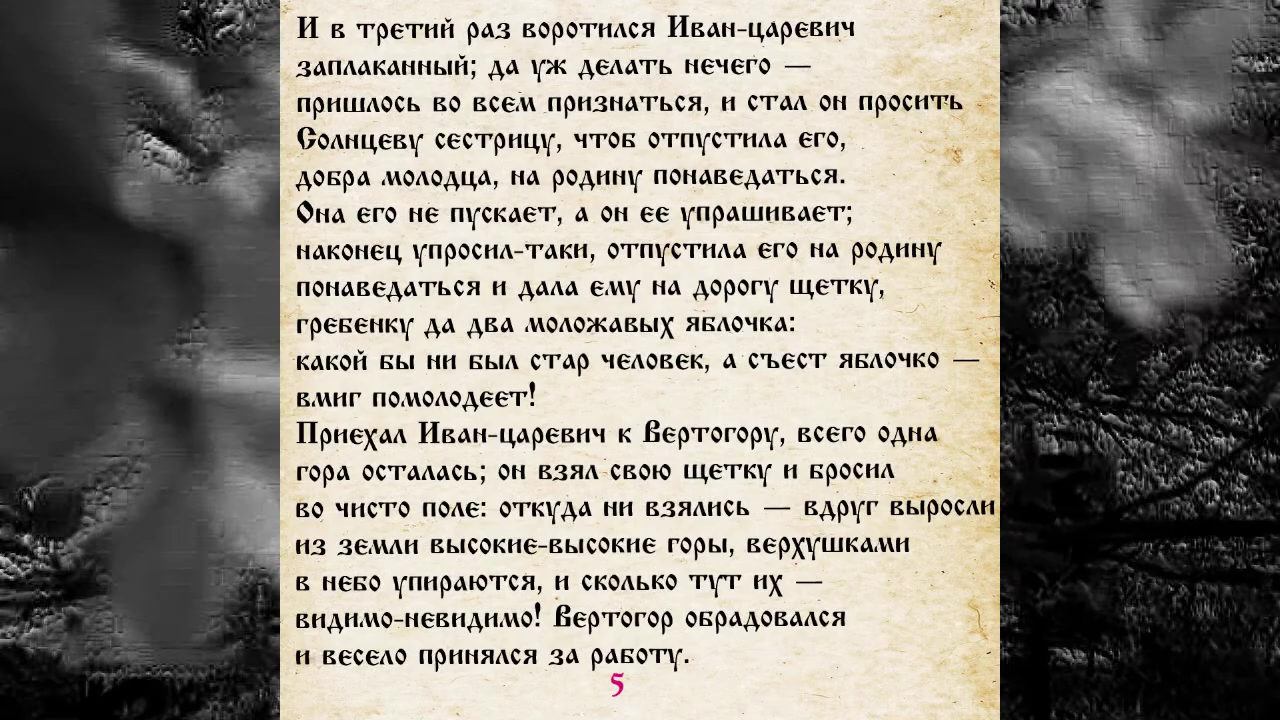 И в третий раз воротился Иван-царевич
заплаканный; да уж делать нечего —
пришлось во всем признаться, и стал он просить
Солнцеву сестрицу, чтоб отпустила его,
добра молодца, на родину понаведаться.
Она его не пускает, а он ее упрашивает;
наконец упросил-таки, отпустила его на родину
понаведаться и дала ему на дорогу щетку,
гребенку да два моложавых яблочка:
какой бы ни был стар человек, а съест яблочко —
вмиг помолодеет!
Приехал Иван-царевич к Вертогору, всего одна
гора осталась; он взял свою щетку и бросил
во чисто поле: откуда ни взялись — вдруг выросли
из земли высокие-высокие горы, верхушками
в небо упираются, и сколько тут их —
видимо-невидимо! Вертогор обрадовался
и весело принялся за работу.
5